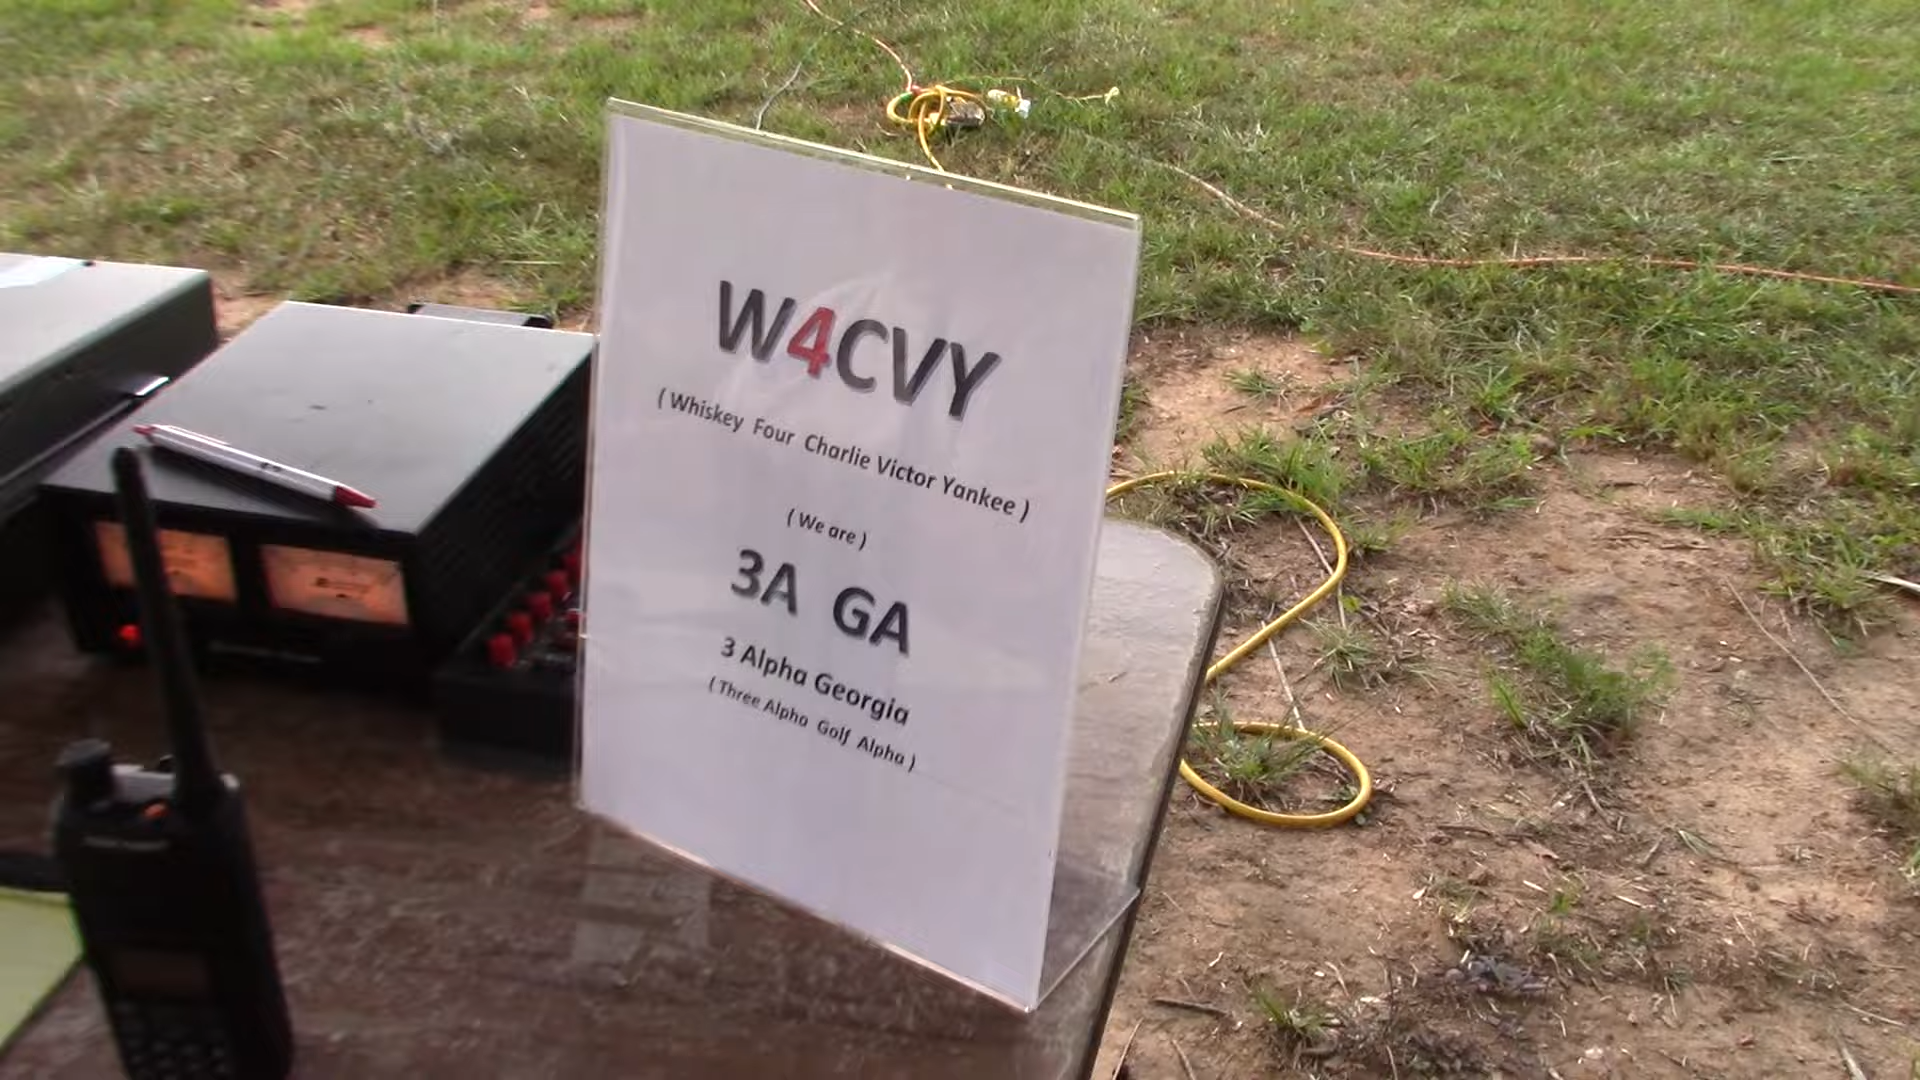 W4CVY
( Whiskey Four Charlie Victor Yankee )
( We are )
3A GA
3 Alpha Georgia
( Three Alpha Golf Alpha )